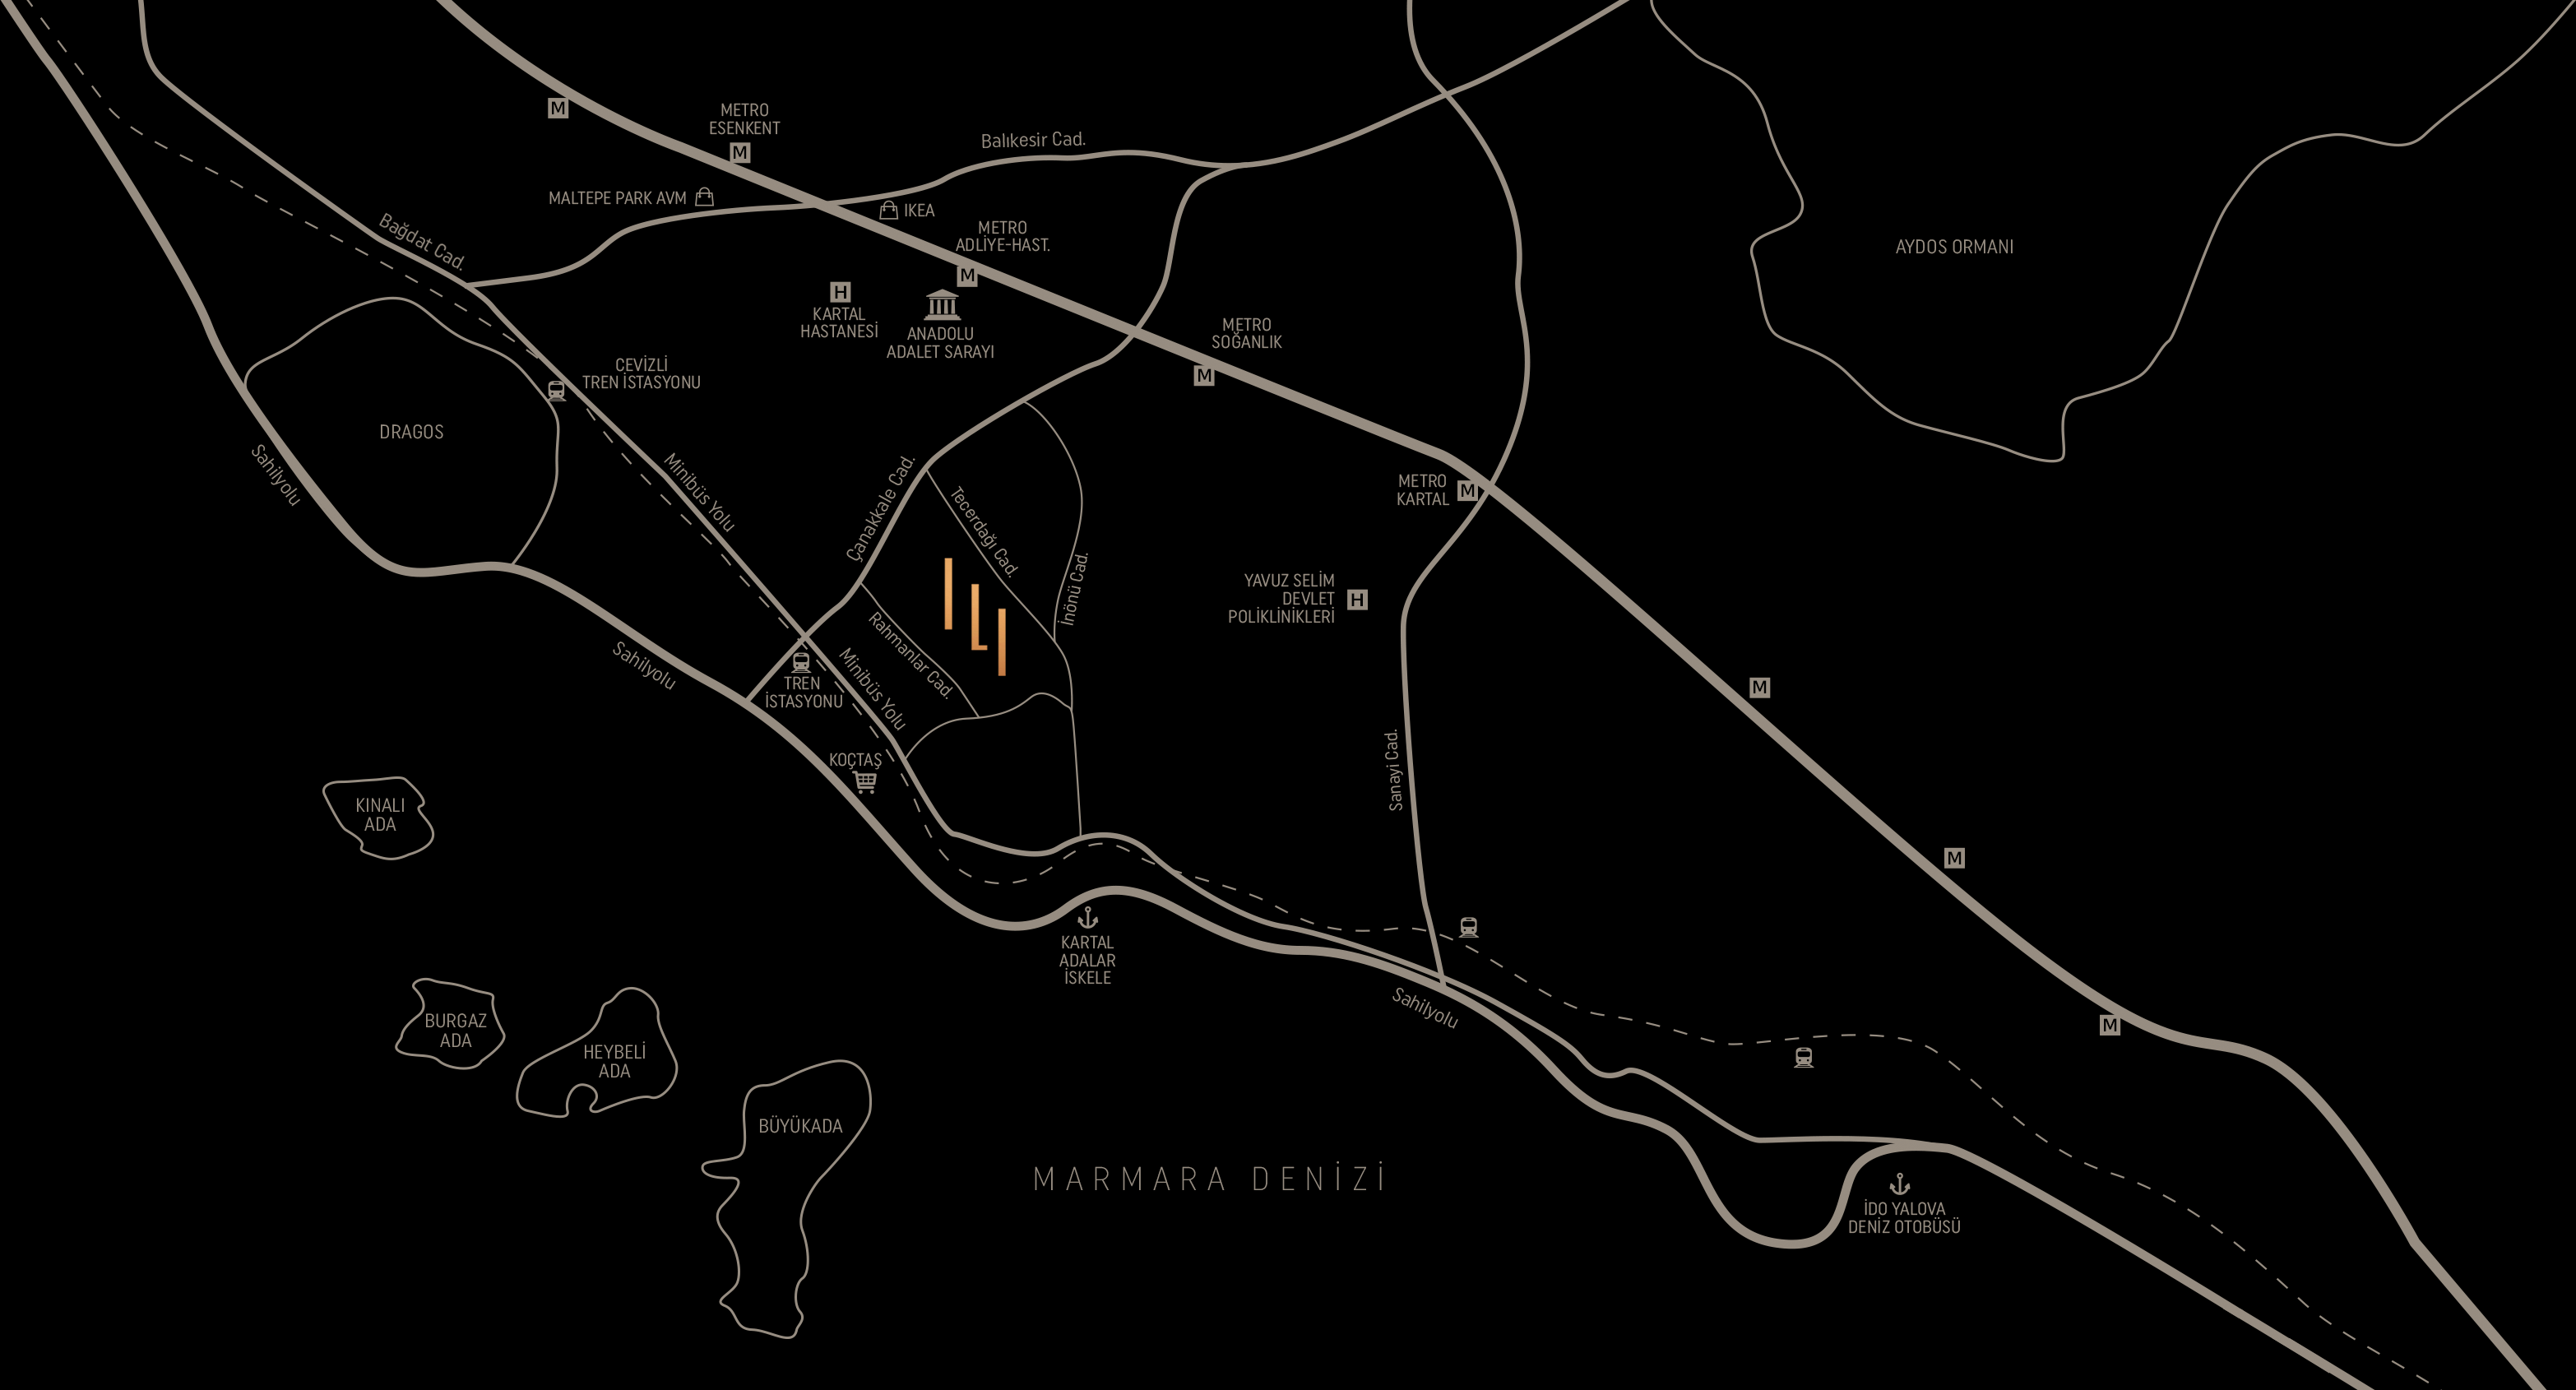 M
METRO
ESENKENT
M
Balıkesir Cad.
MALTEPE PARK AVM
IKEA
Bağdat Cad.
METRO
ADLİYE-HAST.
M
AYDOS ORMANI
H
KARTAL
HASTANESİ
ANADOLU
ADALET SARAYI
METRO
SOĞANLIK
M
CEVİZLİ
TREN İSTASYONU
DRAGOS
Sahilyolu
Minibüs Yolu
Çanakkale Cad.
Tecerdağı Cad.
İnönü Cad.
METRO
KARTAL
M
YAVUZ SELİM
DEVLET
POLİKLİNİKLERİ
H
Rahmanlar Cad.
Sahilyolu
TREN
İSTASYONU
Minibüs Yolu
M
KOÇTAŞ
Sanayi Cad.
KINALI
ADA
M
KARTAL
ADALAR
İSKELE
Sahilyolu
M
BURGAZ
ADA
HEYBELİ
ADA
BÜYÜKADA
MARMARA DENİZİ
İDO YALOVA
DENİZ OTOBÜSÜ